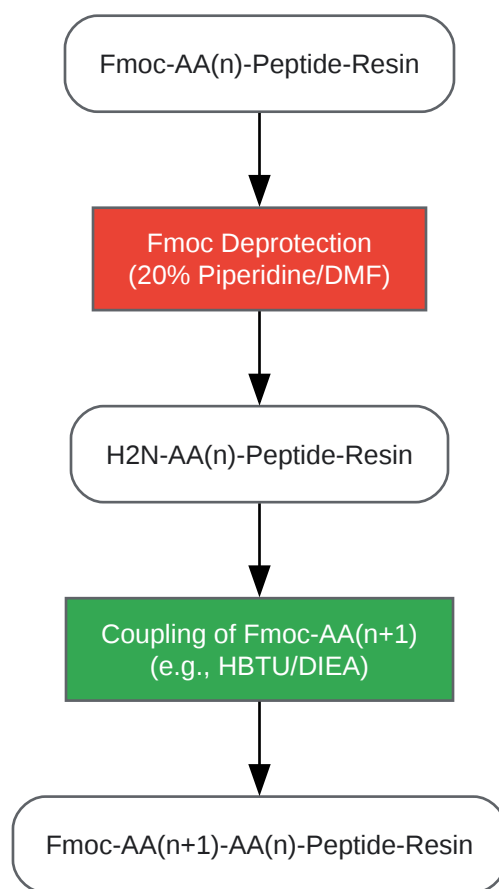 Fmoc-AA(n)-Peptide-Resin
Fmoc Deprotection
(20% Piperidine/DMF)
H2N-AA(n)-Peptide-Resin
Coupling of Fmoc-AA(n+1)
(e.g., HBTU/DIEA)
Fmoc-AA(n+1)-AA(n)-Peptide-Resin